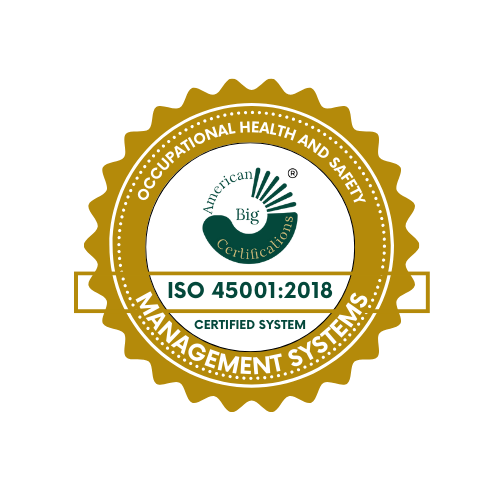 OCCUPATIONAL HEALTH AND SAFETY
American
Big
Certifications
®
ISO 45001:2018
CERTIFIED SYSTEM
MANAGEMENT SYSTEMS